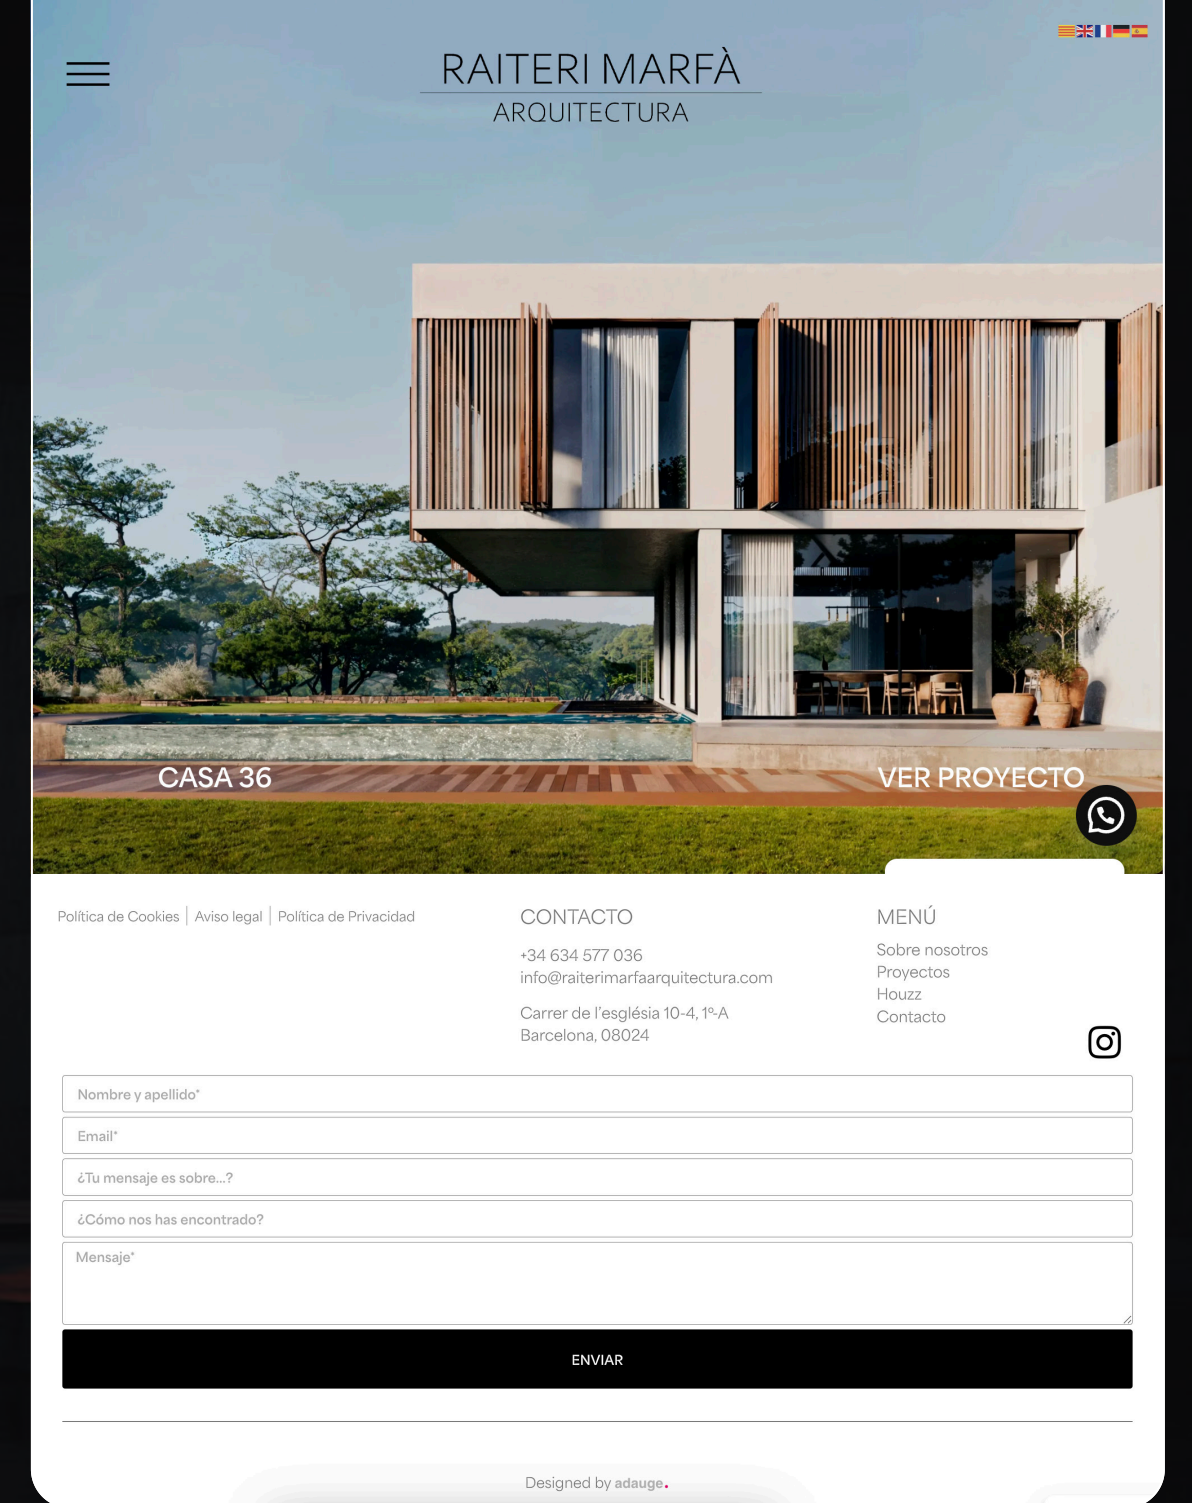 RAITERI MARFÀ
ARQUITECTURA
CASA 36
VER PROYECTO
Política de Cookies
Aviso legal
Política de Privacidad
CONTACTO
+34 634 577 036
info@raiterimarfaarquitectura.com
Carrer de l’església 10-4, 1º-A
Barcelona, 08024
MENÚ
Sobre nosotros
Proyectos
Houzz
Contacto
Nombre y apellido*
Email*
¿Tu mensaje es sobre...?
¿Cómo nos has encontrado?
Mensaje*
ENVIAR
Designed by adauge.